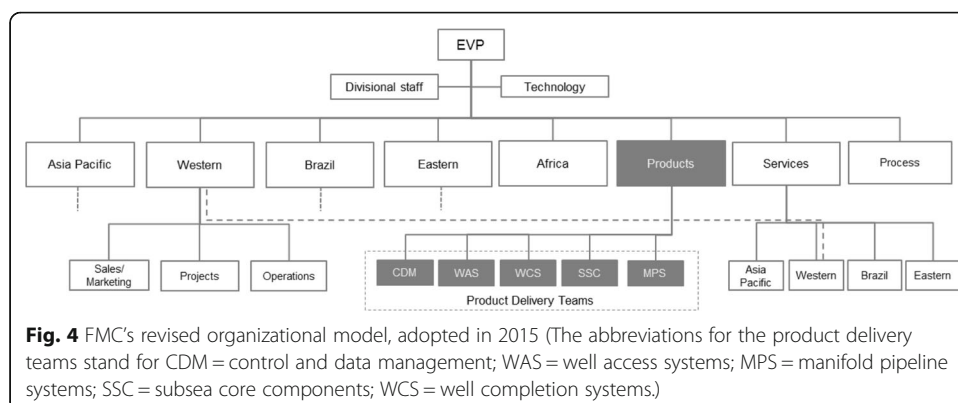 EVP
Divisional staff
Technology
Asia Pacific
Western
Brazil
Eastern
Africa
Products
Services
Process
Sales/
Marketing
Projects
Operations
CDM
WAS
WCS
SSC
MPS
Product Delivery Teams
Asia
Pacific
Western
Brazil
Eastern
Fig. 4 FMC's revised organizational model, adopted in 2015 (The abbreviations for the product delivery
teams stand for CDM = control and data management; WAS = well access systems; MPS = manifold pipeline
systems; SSC = subsea core components; WCS = well completion systems.)